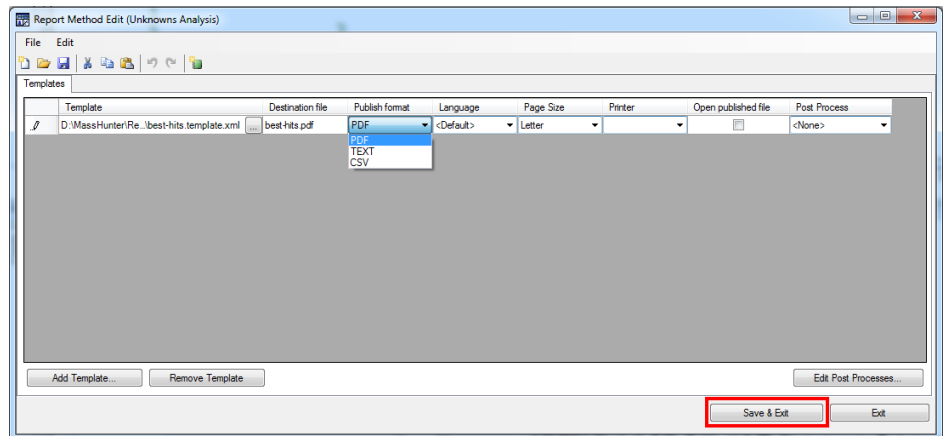 Report Method Edit (Unknowns Analysis)
File Edit
Templates
Template Destination file Publish format Language Page Size Printer Open published file Post Process
D:\MassHunter\Re...\best-hits.template.xml ... best-hits.pdf PDF <Default> Letter <None>
PDF
TEXT
CSV
Add Template... Remove Template Edit Post Processes...
Save & Exit Exit